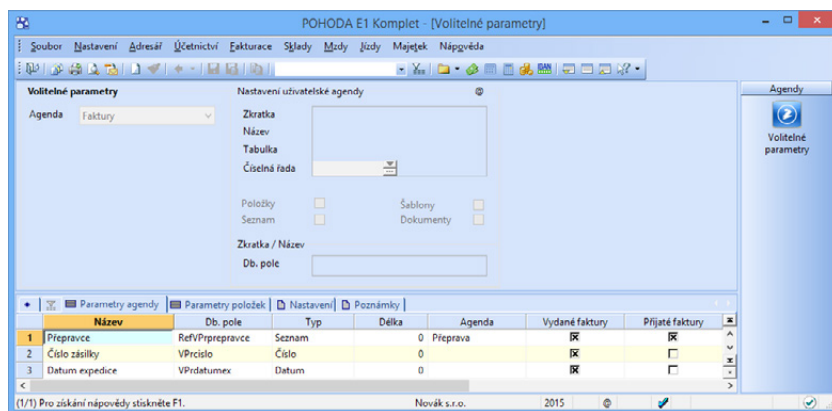 POHODA E1 Komplet - [Volitelné parametry]
Soubor Nastavení Adresář Účetnictví Fakturace Sklady Mzdy Jízdy Majetek Nápověda
Volitelné parametry
Nastavení uživatelské agendy @
Agendy
Agenda Faktury
Zkratka
Název
Tabulka
Číselná řada
Volitelné
parametry
Položky Šablony
Seznam Dokumenty
Zkratka / Název
Db. pole
Parametry agendy Parametry položek Nastavení Poznámky
Název Db. pole Typ Délka Agenda Vydané faktury Přijaté faktury
1 Přepravce RefVPrprepravce Seznam 0 Přeprava
2 Číslo zásilky VPrcislo Číslo 0
3 Datum expedice VPrdatumex Datum 0
(1/1) Pro získání nápovědy stiskněte F1. Novák s.r.o. 2015 @